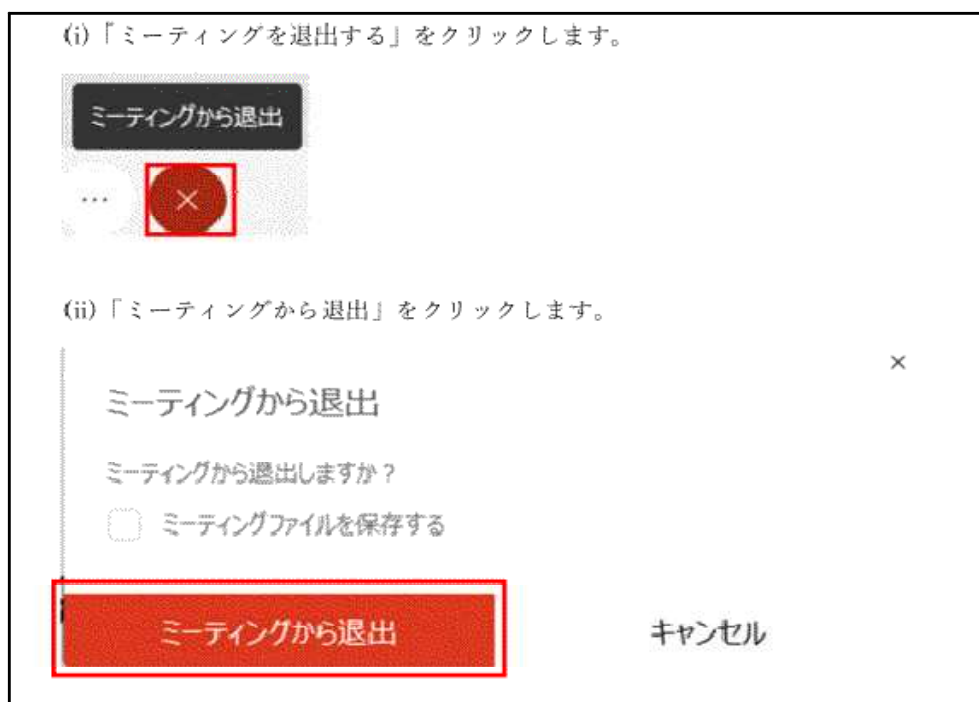 (i)「ミーティングを退出する」をクリックします。
ミーティングから退出
…
×
(ii)「ミーティングから退出」をクリックします。
×
ミーティングから退出
ミーティングから退出しますか？
ミーティングファイルを保存する
ミーティングから退出 キャンセル